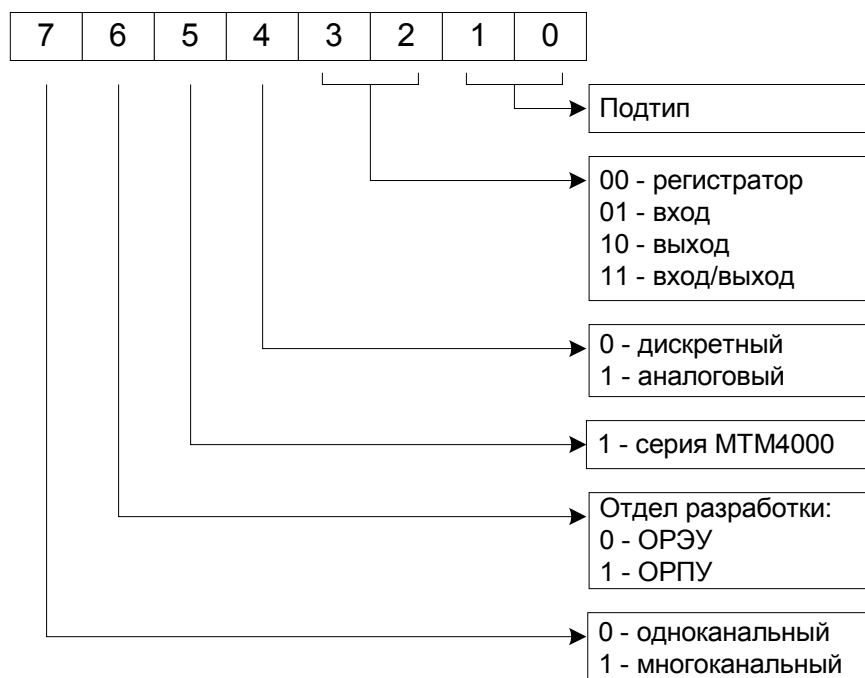 7 6 5 4 3 2 1 0
Подтип
00 - регистратор
01 - вход
10 - выход
11 - вход/выход
0 - дискретный
1 - аналоговый
1 - серия МТМ4000
Отдел разработки:
0 - ОРЭУ
1 - ОРПУ
0 - одноканальный
1 - многоканальный